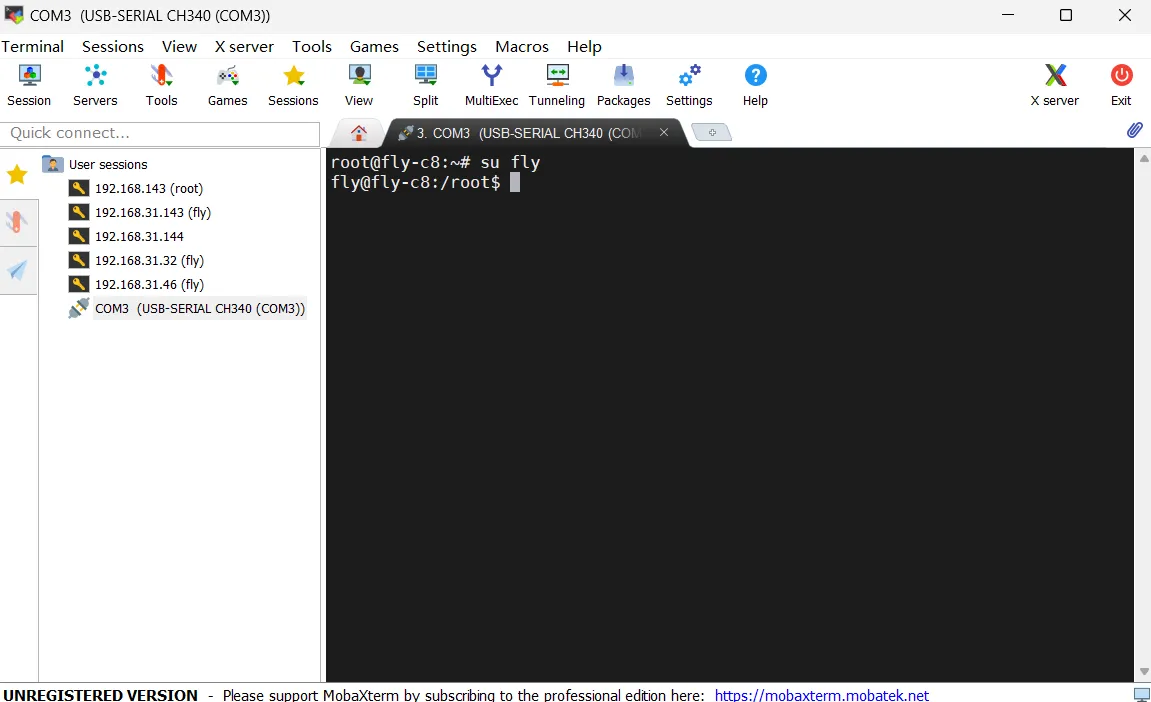 COM3  (USB-SERIAL CH340 (COM3))
Terminal Sessions View X server Tools Games Settings Macros Help
Session Servers Tools Games Sessions View Split MultiExec Tunneling Packages Settings Help X server Exit
Quick connect...
3. COM3  (USB-SERIAL CH340 (COM
User sessions
192.168.143 (root)
192.168.31.143 (fly)
192.168.31.144
192.168.31.32 (fly)
192.168.31.46 (fly)
COM3  (USB-SERIAL CH340 (COM3))
root@fly-c8:~# su fly
fly@fly-c8:/root$
UNREGISTERED VERSION  -  Please support MobaXterm by subscribing to the professional edition here:  https://mobaxterm.mobatek.net